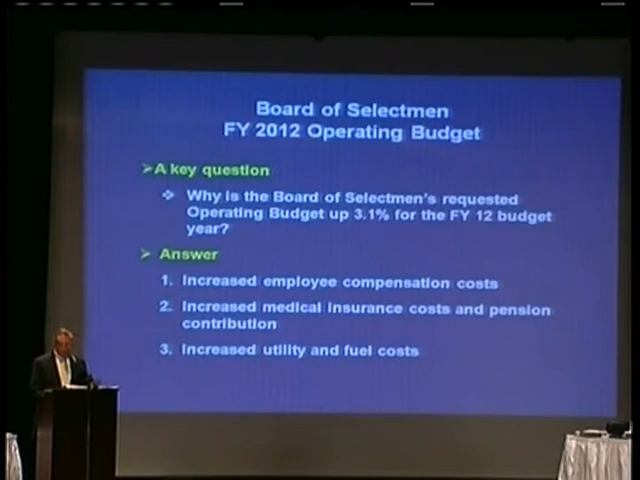 Board of Selectmen
FY 2012 Operating Budget
➢A key question
❖ Why is the Board of Selectmen's requested
Operating Budget up 3.1% for the FY 12 budget
year?
➢ Answer
1. Increased employee compensation costs
2. Increased medical insurance costs and pension
contribution
3. Increased utility and fuel costs